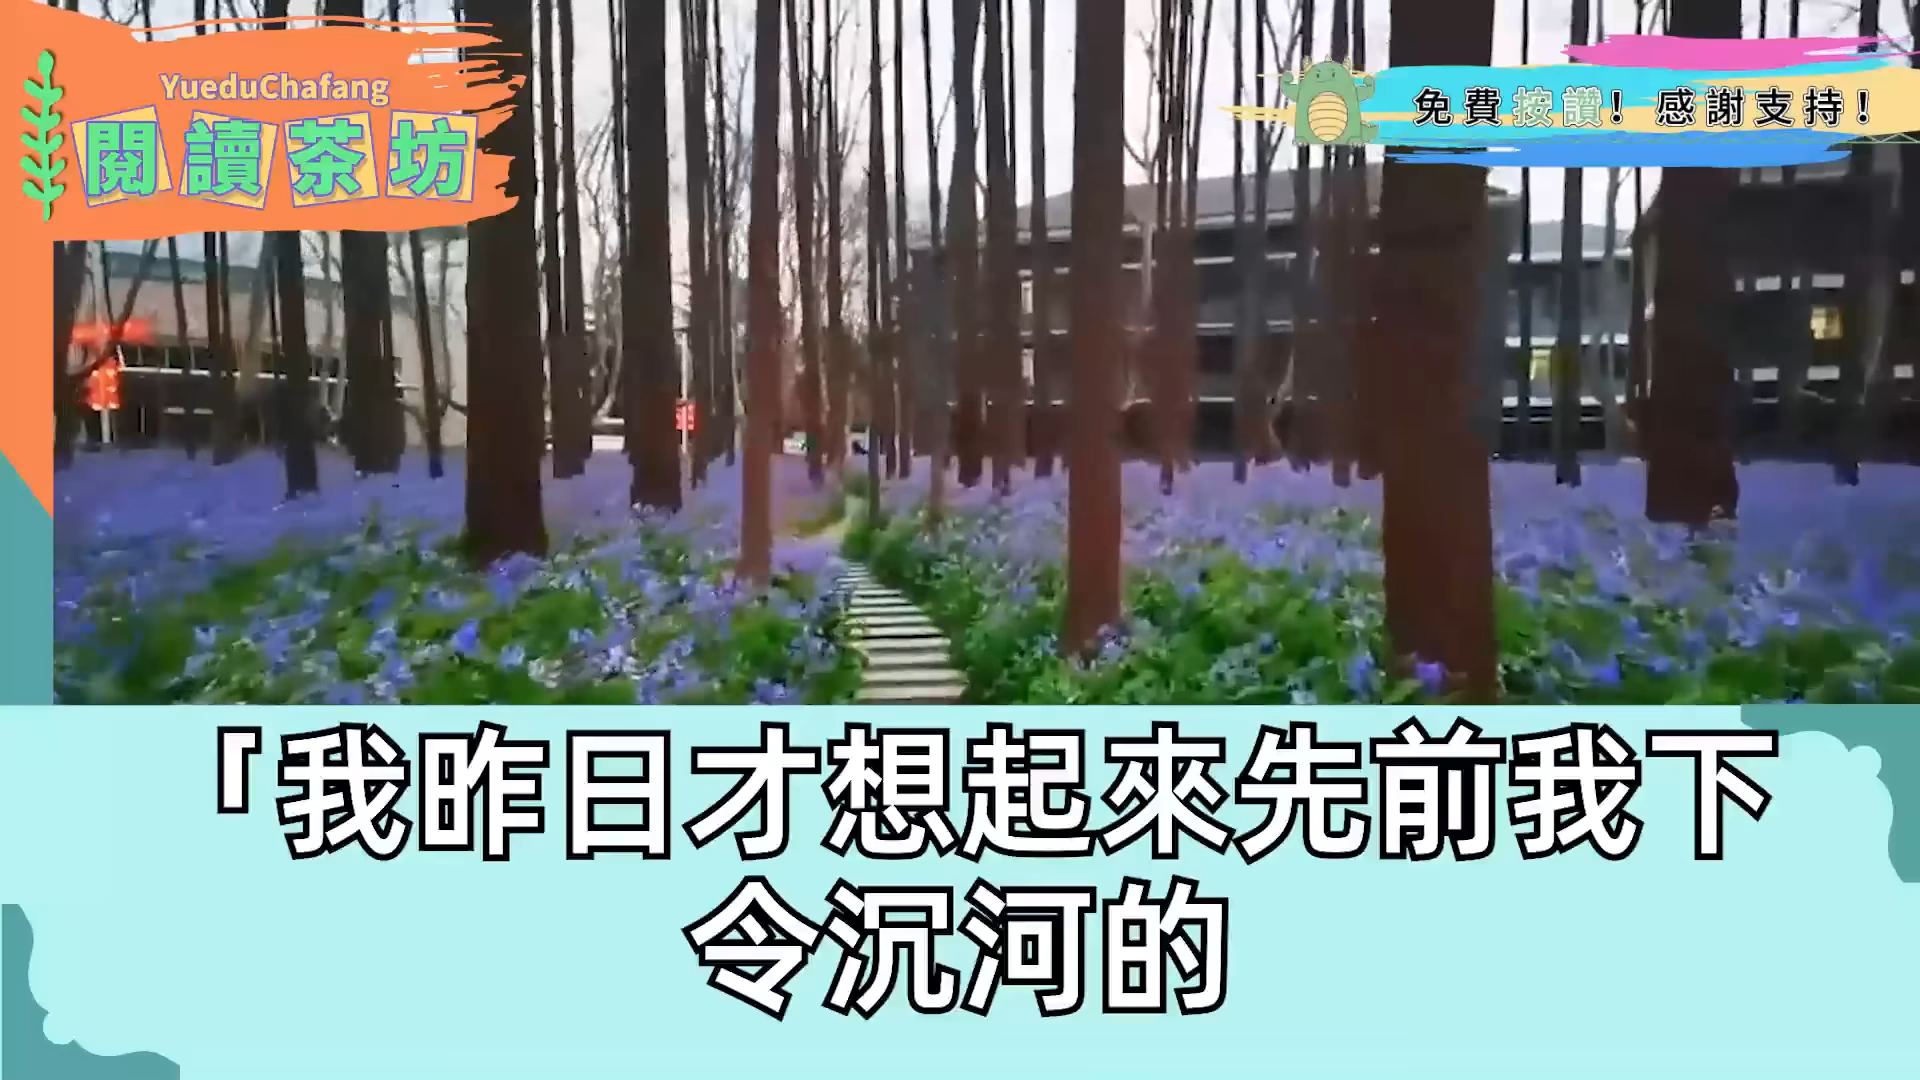 YueduChafang
閱讀茶坊
免費按讚！感謝支持！
「我昨日才想起來先前我下
令沉河的